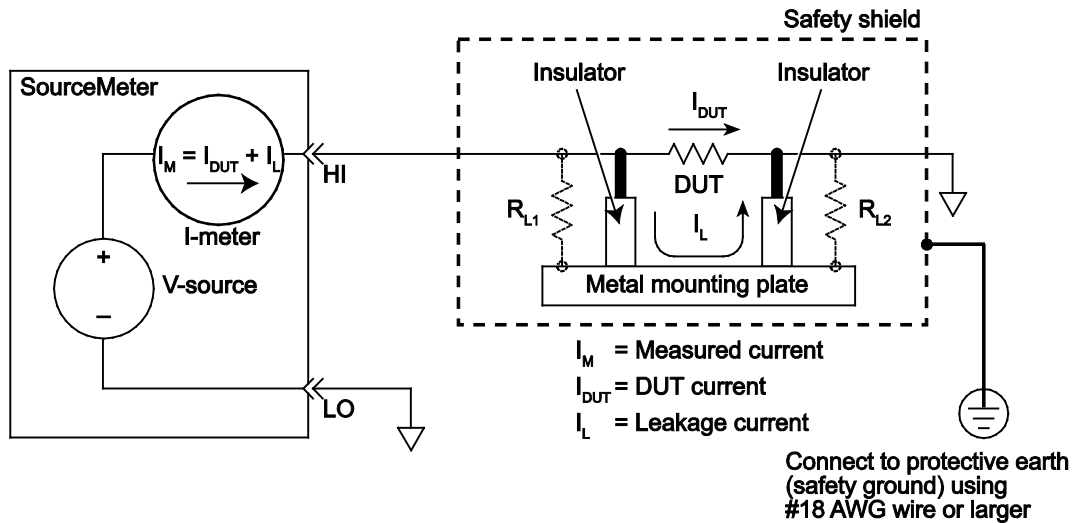 Safety shield
SourceMeter
Insulator
Insulator
I_DUT
I_M = I_DUT + I_L
HI
DUT
R_L1
I_L
R_L2
I-meter
+
V-source
–
Metal mounting plate
I_M = Measured current
I_DUT = DUT current
I_L = Leakage current
LO
Connect to protective earth
(safety ground) using
#18 AWG wire or larger